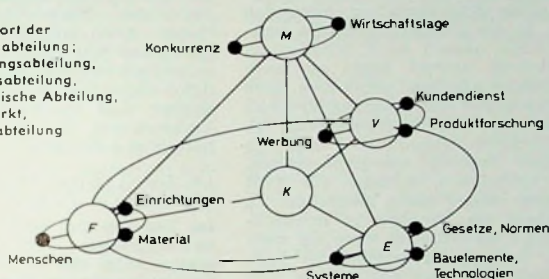 ort der
abteilung;
ngsabteilung,
sabteilung,
ische Abteilung,
rkt,
abteilung
M
Wirtschaftslage
Konkurrenz
Kundendienst
V
Produktforschung
Werbung
K
Einrichtungen
F
Material
Menschen
Gesetze, Normen
E
Bauelemente,
Technologien
Systeme